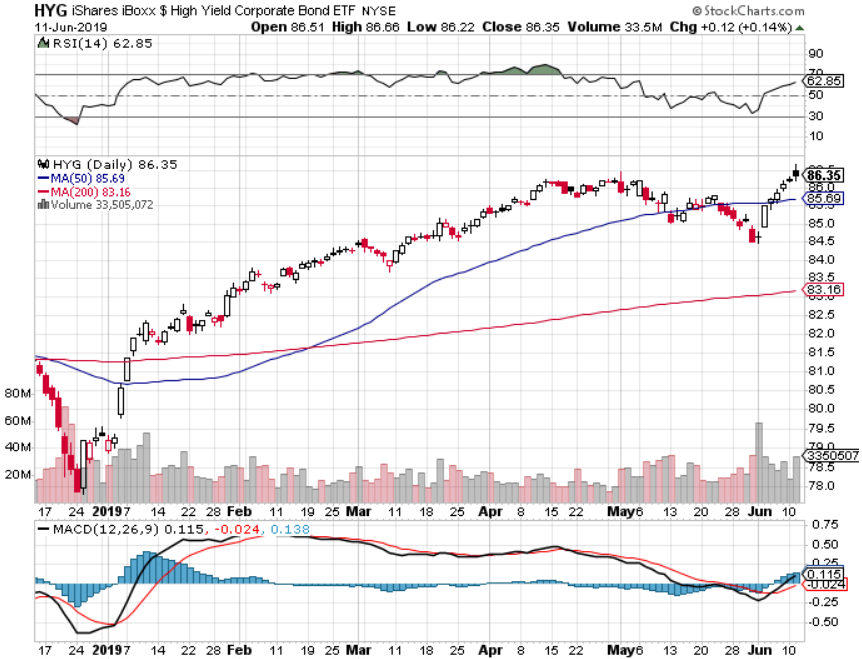 HYG iShares iBoxx $ High Yield Corporate Bond ETF NYSE © StockCharts.com
11-Jun-2019 Open 86.51 High 86.66 Low 86.22 Close 86.35 Volume 33.5M Chg +0.12 (+0.14%)
RSI(14) 62.85
90
70
62.85
50
30
10
HYG (Daily) 86.35
MA(50) 85.69
MA(200) 83.16
Volume 33,505,072
86.35
86.0
85.69
85.0
84.5
84.0
83.5
83.16
82.5
82.0
81.5
81.0
80.5
80.0
79.5
79.0
3350507
78.5
78.0
80M
60M
40M
20M
17 24 2019 7 14 22 28 Feb 11 19 25 Mar 11 18 25 Apr 8 15 22 May 6 13 20 28 Jun 10
MACD(12,26,9) 0.115, -0.024, 0.138
0.75
0.50
0.115
-0.024
-0.25
-0.50
17 24 2019 7 14 22 28 Feb 11 19 25 Mar 11 18 25 Apr 8 15 22 May 6 13 20 28 Jun 10